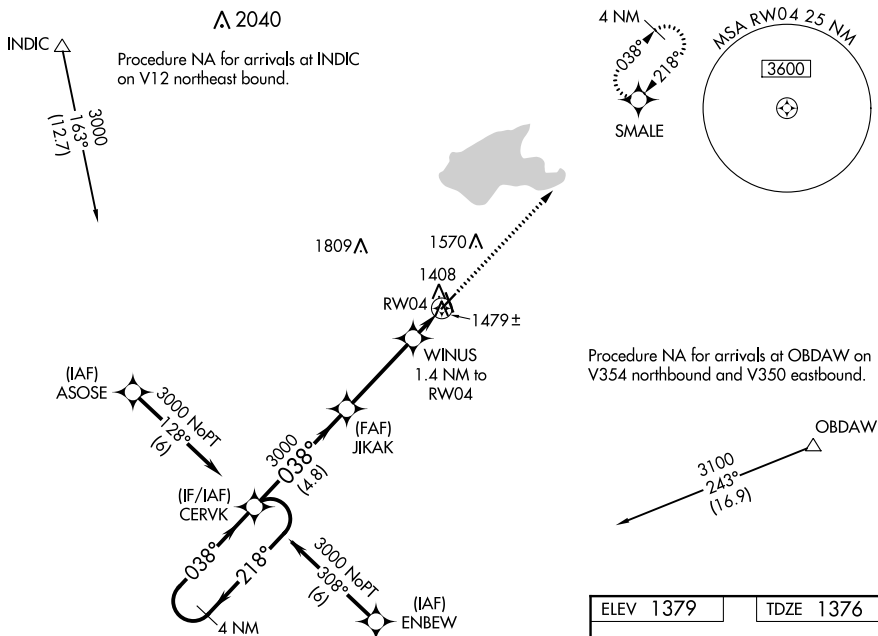 2040
INDIC
Procedure NA for arrivals at INDIC
on V12 northeast bound.
3000
163°
(12.7)
4 NM
038°
218°
SMALE
MSA RW04 25 NM
3600
1809
1570
1408
RW04
1479±
WINUS
1.4 NM to
RW04
Procedure NA for arrivals at OBDAW on
V354 northbound and V350 eastbound.
(IAF)
ASOSE
3000 NoPT
128°
(6)
(FAF)
JIKAK
OBDAW
3100
243°
(16.9)
3000
038°
(4.8)
(IF/IAF)
CERVK
038°
218°
4 NM
3000 NoPT
308°
(6)
(IAF)
ENBEW
ELEV 1379
TDZE 1376